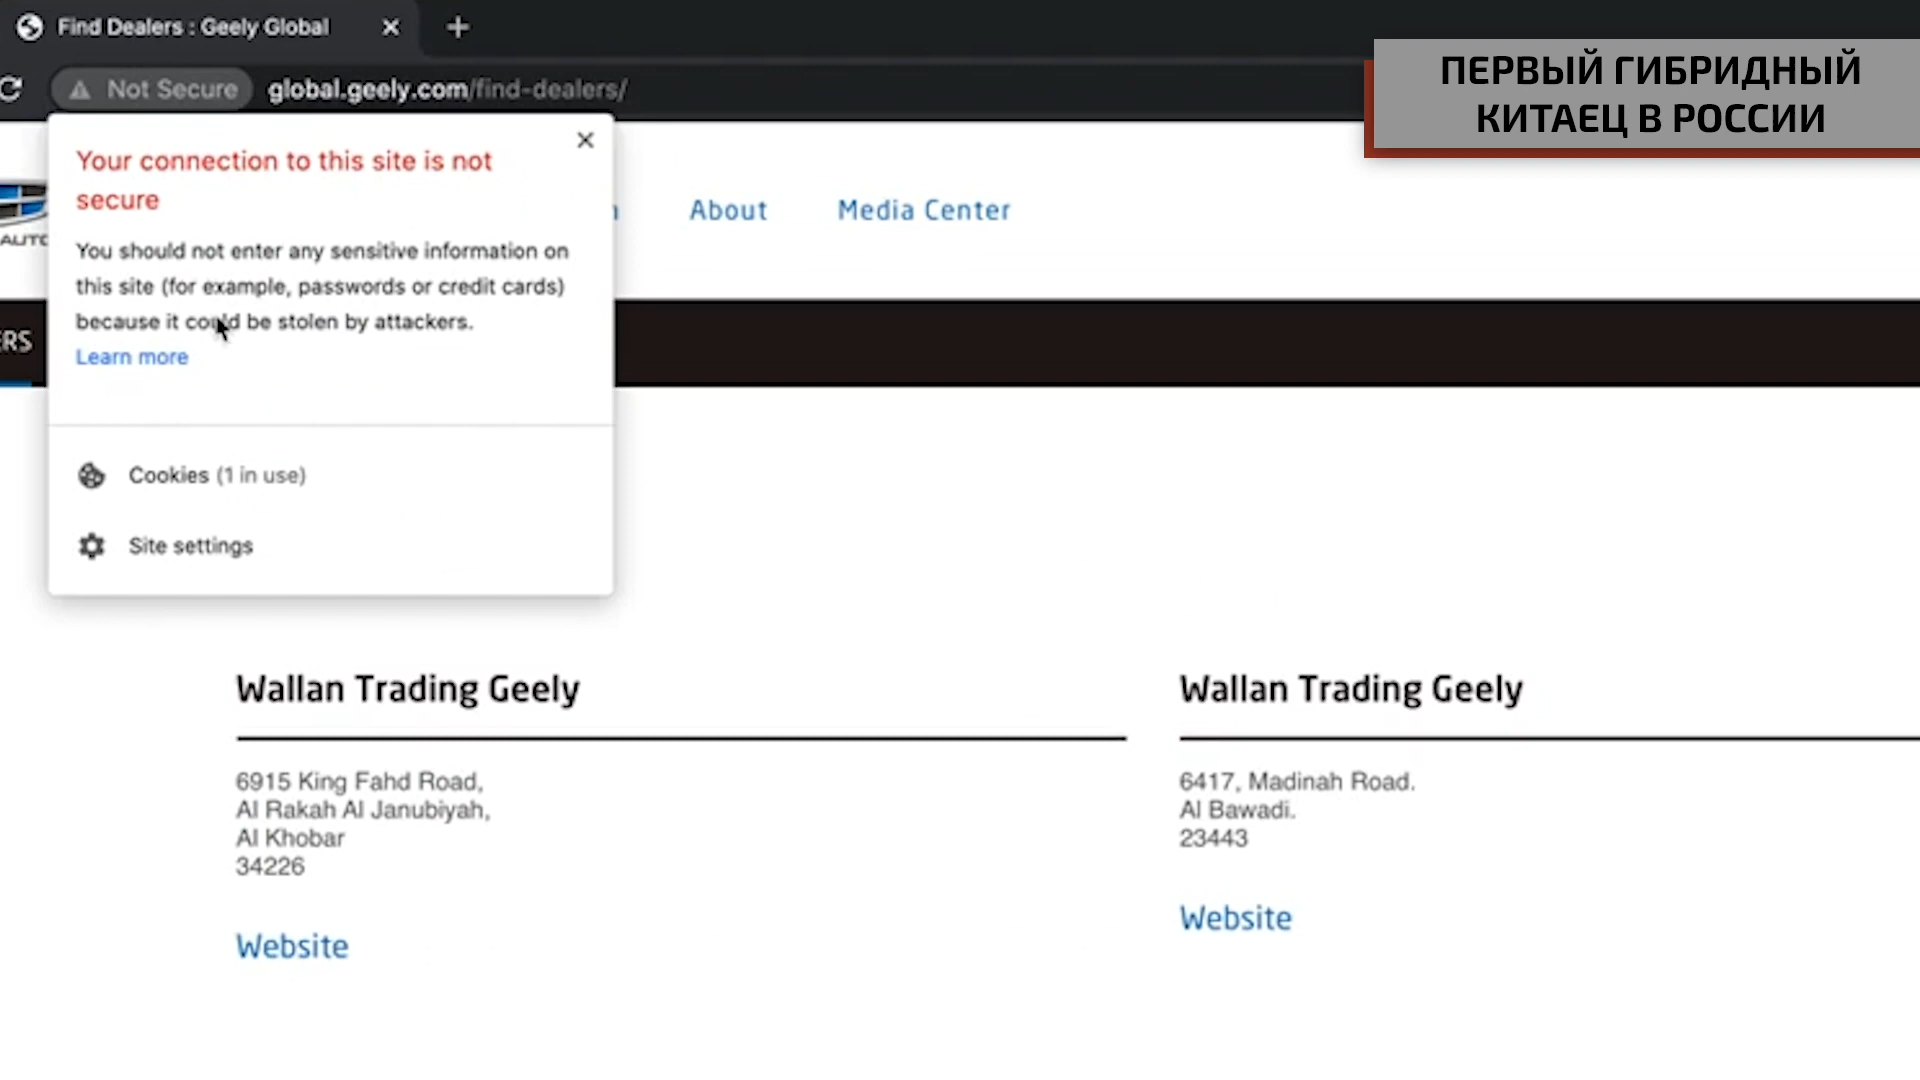 Find Dealers : Geely Global
Not Secure
global.geely.com/find-dealers/
ПЕРВЫЙ ГИБРИДНЫЙ
КИТАЕЦ В РОССИИ
Your connection to this site is not
secure
You should not enter any sensitive information on
this site (for example, passwords or credit cards)
because it could be stolen by attackers.
Learn more
Cookies (1 in use)
Site settings
About
Media Center
Wallan Trading Geely
6915 King Fahd Road,
Al Rakah Al Janubiyah,
Al Khobar
34226
Website
Wallan Trading Geely
6417, Madinah Road.
Al Bawadi.
23443
Website